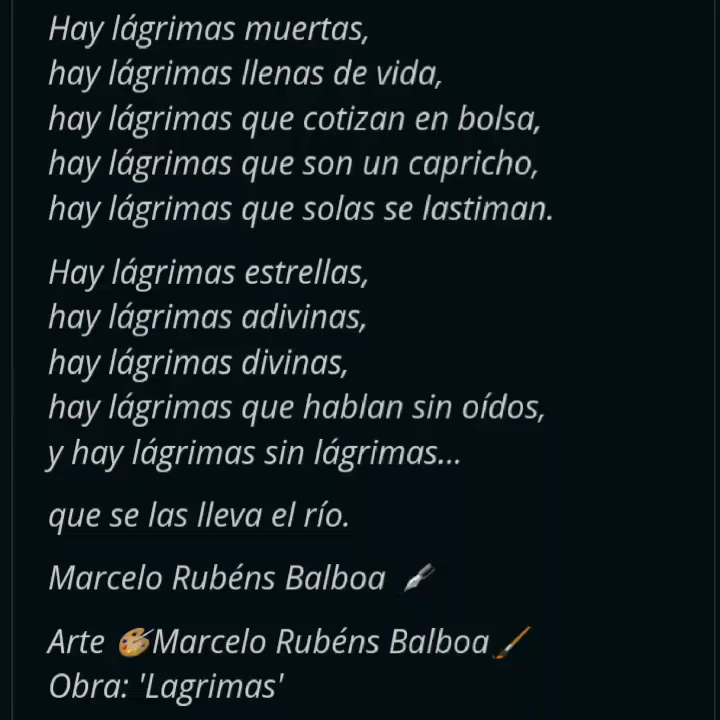 Hay lágrimas muertas,
hay lágrimas llenas de vida,
hay lágrimas que cotizan en bolsa,
hay lágrimas que son un capricho,
hay lágrimas que solas se lastiman.
Hay lágrimas estrellas,
hay lágrimas adivinas,
hay lágrimas divinas,
hay lágrimas que hablan sin oídos,
y hay lágrimas sin lágrimas...
que se las lleva el río.
Marcelo Rubéns Balboa 🖋
Arte 🎨Marcelo Rubéns Balboa🖌
Obra: 'Lagrimas'